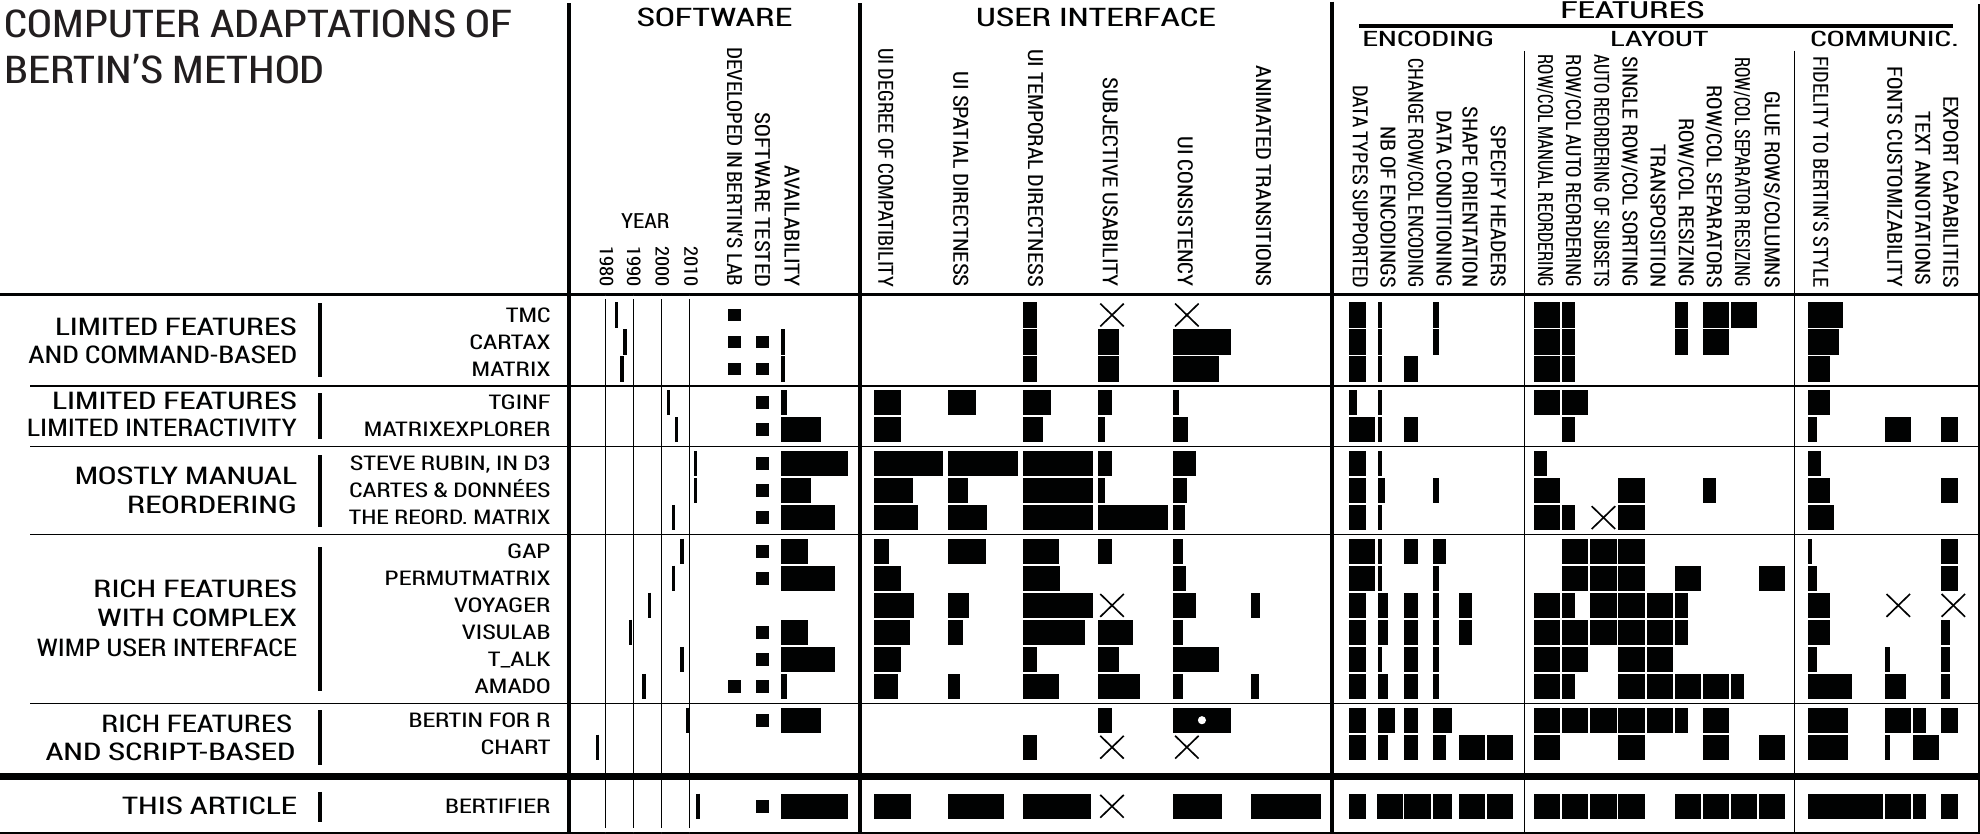 COMPUTER ADAPTATIONS OF
BERTIN'S METHOD
SOFTWARE
USER INTERFACE
FEATURES
ENCODING
LAYOUT
COMMUNIC.
YEAR
1980
1990
2000
2010
DEVELOPED IN BERTIN'S LAB
SOFTWARE TESTED
AVAILABILITY
UI DEGREE OF COMPATIBILITY
UI SPATIAL DIRECTNESS
UI TEMPORAL DIRECTNESS
SUBJECTIVE USABILITY
UI CONSISTENCY
ANIMATED TRANSITIONS
DATA TYPES SUPPORTED
NB OF ENCODINGS
CHANGE ROW/COL ENCODING
DATA CONDITIONING
SHAPE ORIENTATION
SPECIFY HEADERS
ROW/COL MANUAL REORDERING
ROW/COL AUTO REORDERING
AUTO REORDERING OF SUBSETS
SINGLE ROW/COL SORTING
TRANSPOSITION
ROW/COL RESIZING
ROW/COL SEPARATORS
ROW/COL SEPARATOR RESIZING
GLUE ROWS/COLUMNS
FIDELITY TO BERTIN'S STYLE
FONTS CUSTOMIZABILITY
TEXT ANNOTATIONS
EXPORT CAPABILITIES
LIMITED FEATURES
AND COMMAND-BASED
TMC
CARTAX
MATRIX
LIMITED FEATURES
LIMITED INTERACTIVITY
TGINF
MATRIXEXPLORER
MOSTLY MANUAL
REORDERING
STEVE RUBIN, IN D3
CARTES & DONNÉES
THE REORD. MATRIX
RICH FEATURES
WITH COMPLEX
WIMP USER INTERFACE
GAP
PERMUTMATRIX
VOYAGER
VISULAB
T_ALK
AMADO
RICH FEATURES
AND SCRIPT-BASED
BERTIN FOR R
CHART
THIS ARTICLE
BERTIFIER